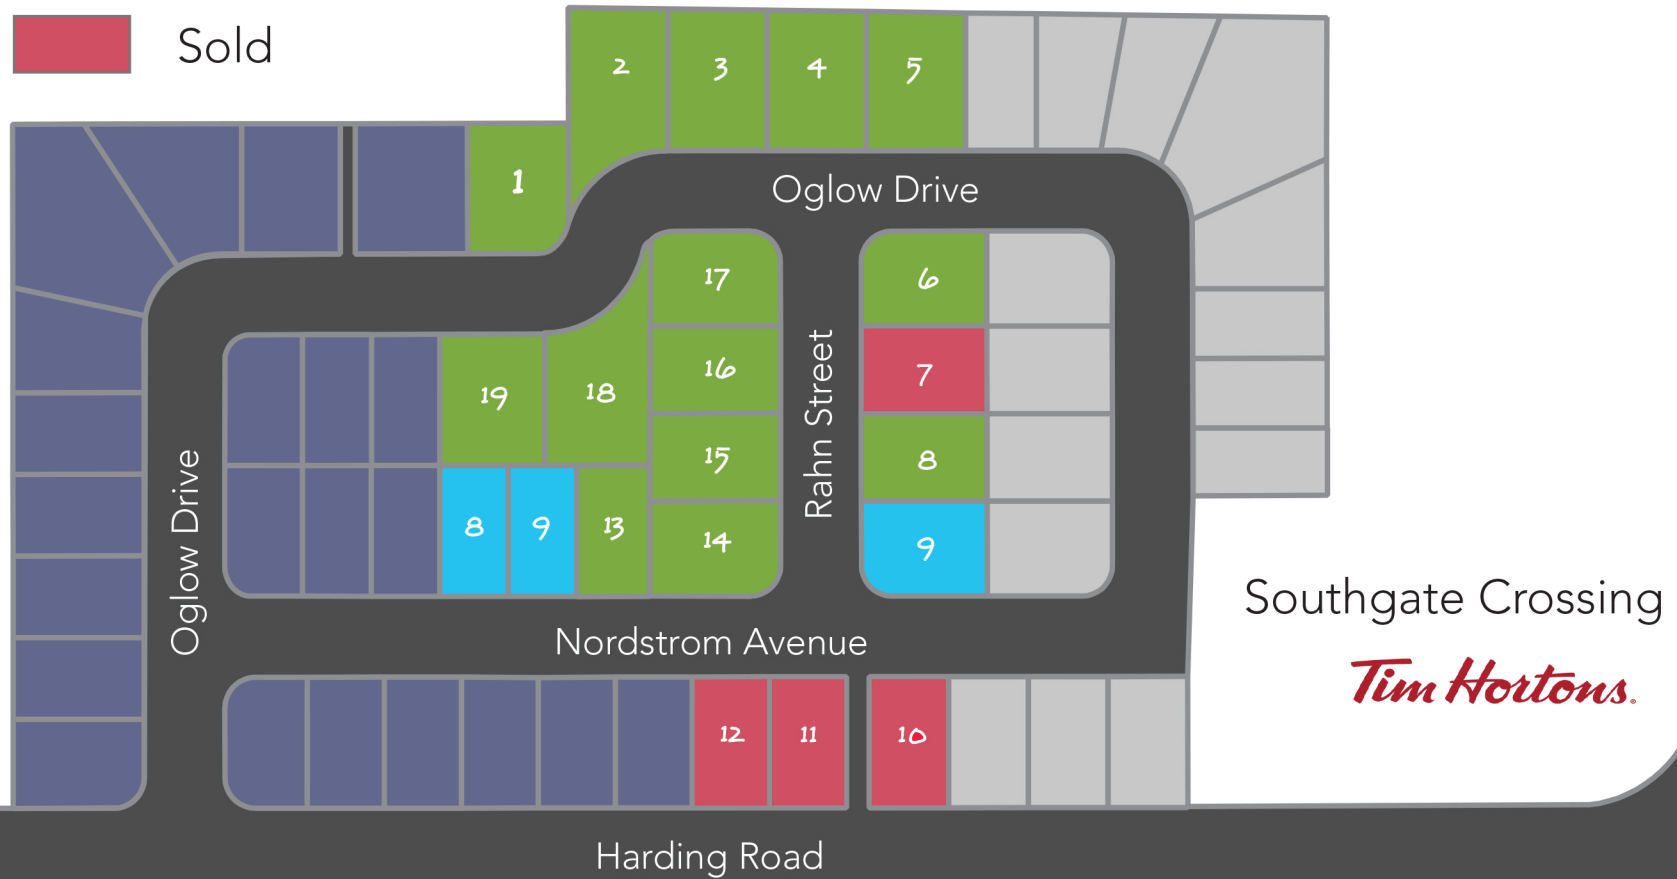 Sold
2 3 4 5
1
Oglow Drive
17
6
16
7
19 18
15
8
8 9 13 14
9
Rahn Street
Oglow Drive
Southgate Crossing
Nordstrom Avenue
Tim Hortons.
12 11 10
Harding Road